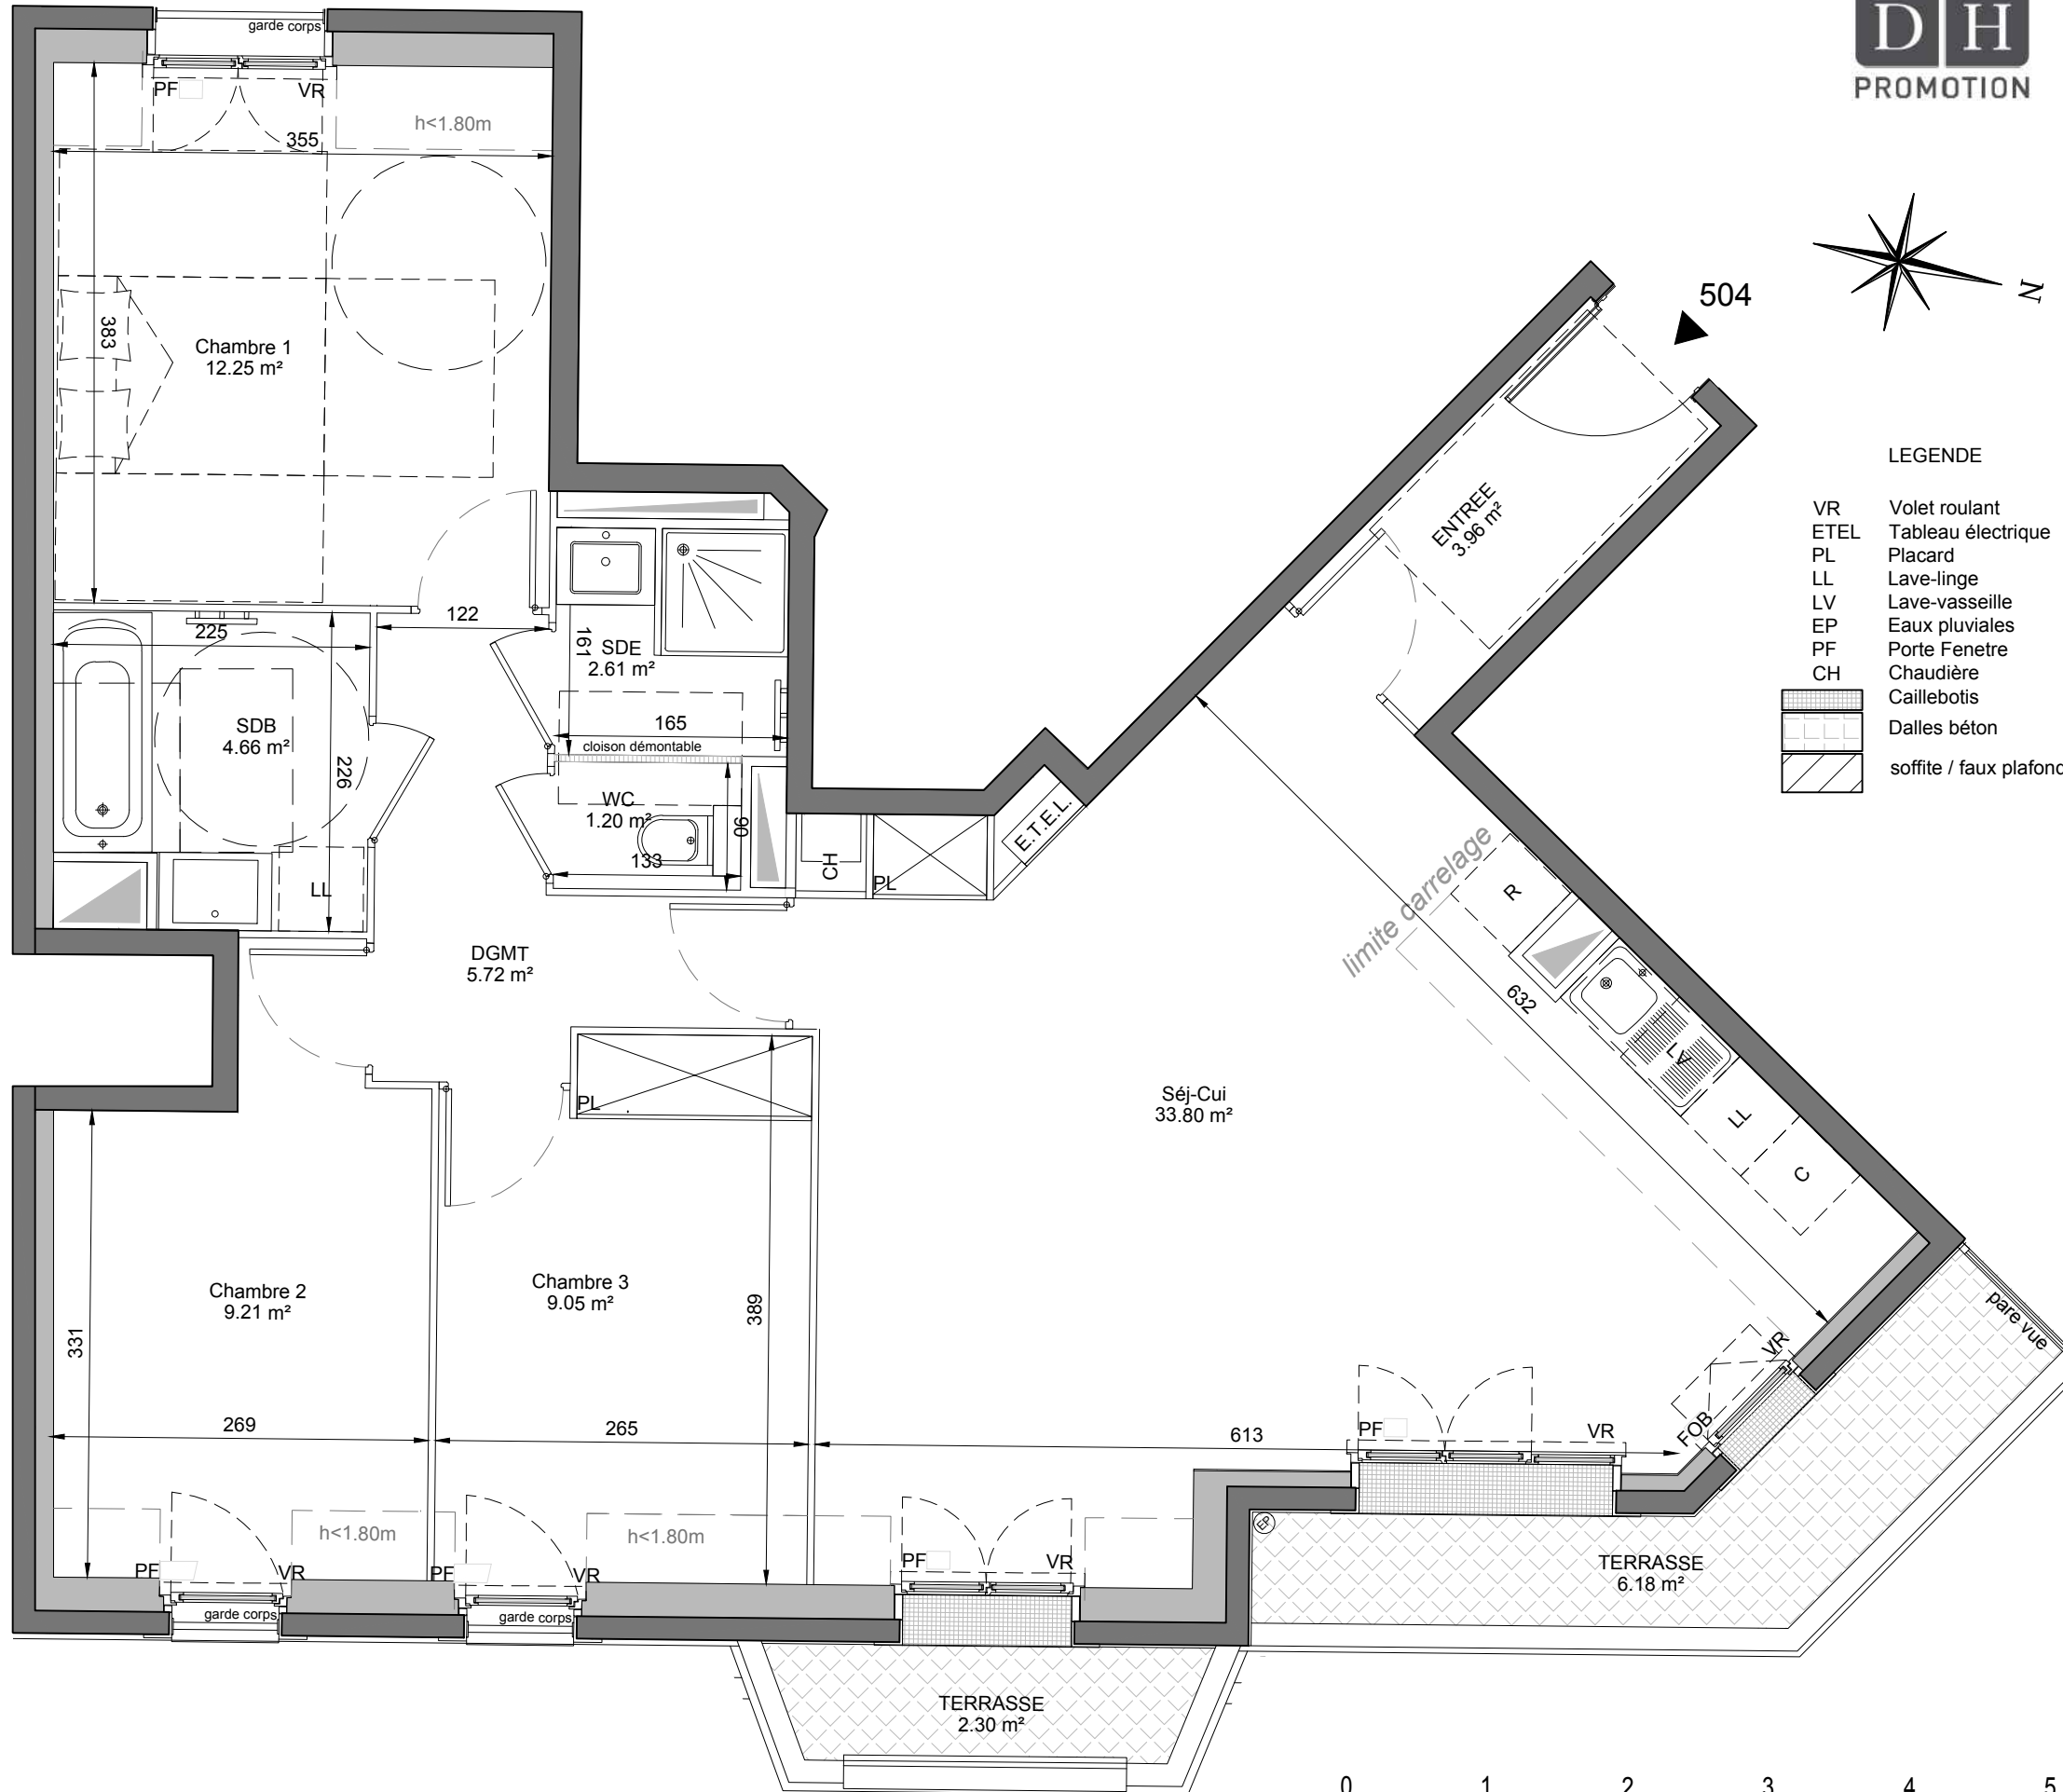 D H
PROMOTION
garde corps
PF
VR
h<1.80m
355
383
Chambre 1
12.25 m²
504
N
ENTREE
3.96 m²
LEGENDE
VR Volet roulant
ETEL Tableau électrique
PL Placard
LL Lave-linge
LV Lave-vasseille
EP Eaux pluviales
PF Porte Fenetre
CH Chaudière
Caillebotis
Dalles béton
soffite / faux plafond
225
122
161
SDE
2.61 m²
165
cloison démontable
SDB
4.66 m²
226
WC
1.20 m²
90
133
LL
CH
PL
E.T.E.L.
limite carrelage
R
632
LV
LL
C
DGMT
5.72 m²
PL
Séj-Cui
33.80 m²
Chambre 2
9.21 m²
Chambre 3
9.05 m²
331
389
269
265
613
PF
VR
FOB
VR
pare vue
h<1.80m
h<1.80m
PF
VR
PF
VR
PF
VR
garde corps
garde corps
EP
TERRASSE
6.18 m²
TERRASSE
2.30 m²
0 1 2 3 4 5